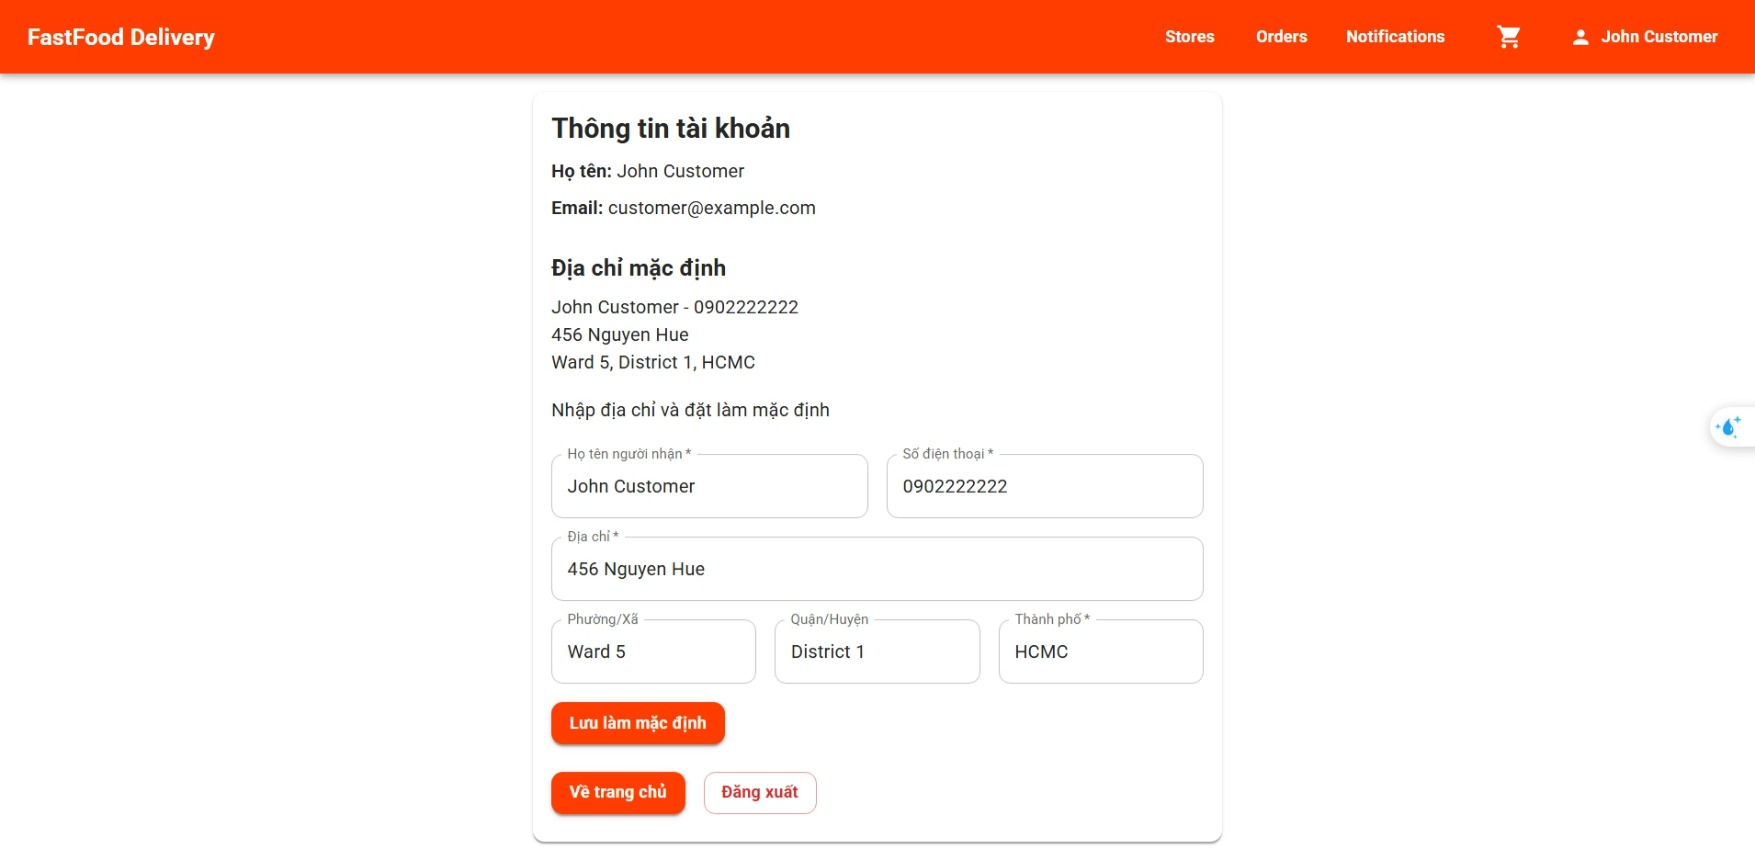 FastFood Delivery
Stores
Orders
Notifications
John Customer
Thông tin tài khoản
Họ tên: John Customer
Email: customer@example.com
Địa chỉ mặc định
John Customer - 0902222222
456 Nguyen Hue
Ward 5, District 1, HCMC
Nhập địa chỉ và đặt làm mặc định
Họ tên người nhận *
John Customer
Số điện thoại *
0902222222
Địa chỉ *
456 Nguyen Hue
Phường/Xã
Ward 5
Quận/Huyện
District 1
Thành phố *
HCMC
Lưu làm mặc định
Về trang chủ
Đăng xuất